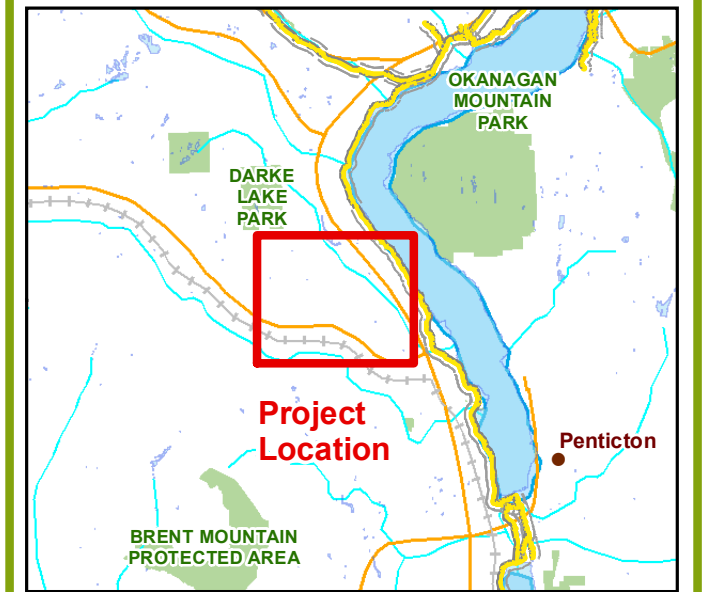 OKANAGAN
MOUNTAIN
PARK
DARKE
LAKE
PARK
Project
Location
Penticton
BRENT MOUNTAIN
PROTECTED AREA